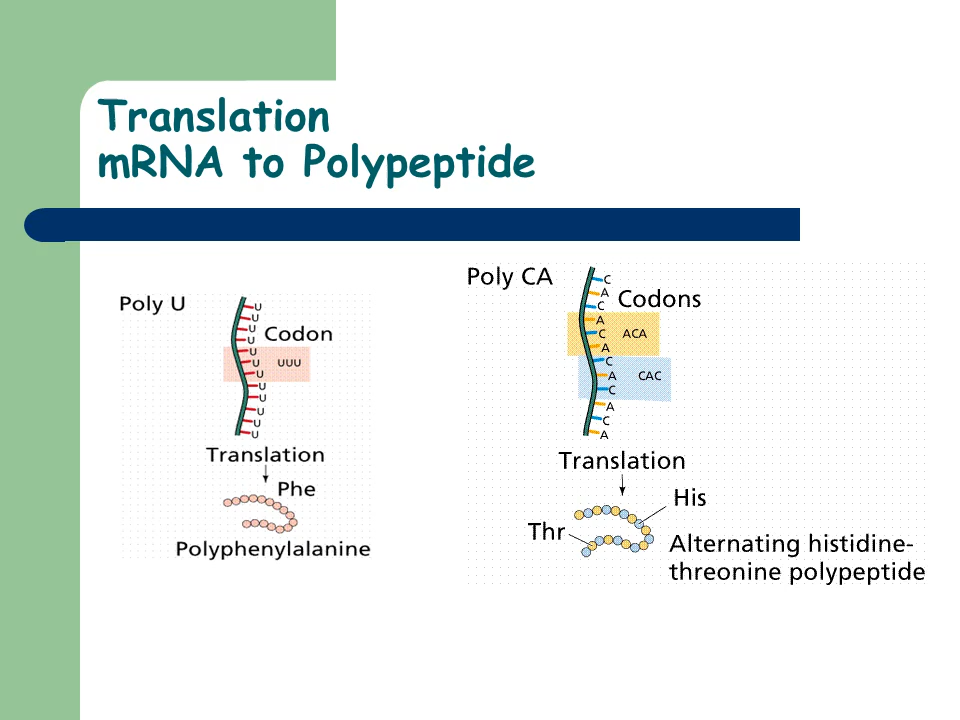 Translation
mRNA to Polypeptide
Poly U
U
U
U
U
U
Codon
UUU
U
U
U
U
U
U
U
Translation
Phe
Polyphenylalanine
Poly CA
C
A
C
Codons
A
C
ACA
A
C
A
CAC
C
A
C
A
Translation
His
Thr
Alternating histidine-
threonine polypeptide